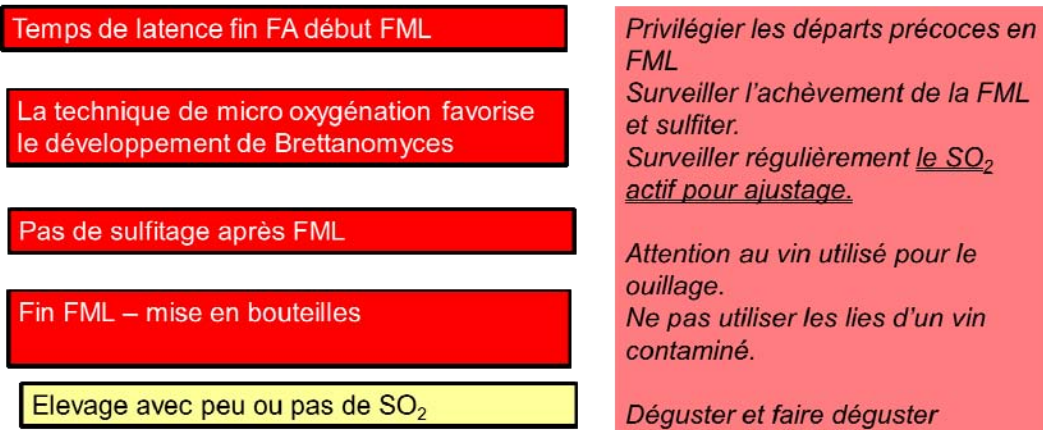 Temps de latence fin FA début FML
La technique de micro oxygénation favorise
le développement de Brettanomyces
Pas de sulfitage après FML
Fin FML – mise en bouteilles
Elevage avec peu ou pas de SO₂
Privilégier les départs précoces en
FML
Surveiller l’achèvement de la FML
et sulfiter.
Surveiller régulièrement le SO₂
actif pour ajustage.
Attention au vin utilisé pour le
ouillage.
Ne pas utiliser les lies d’un vin
contaminé.
Déguster et faire déguster